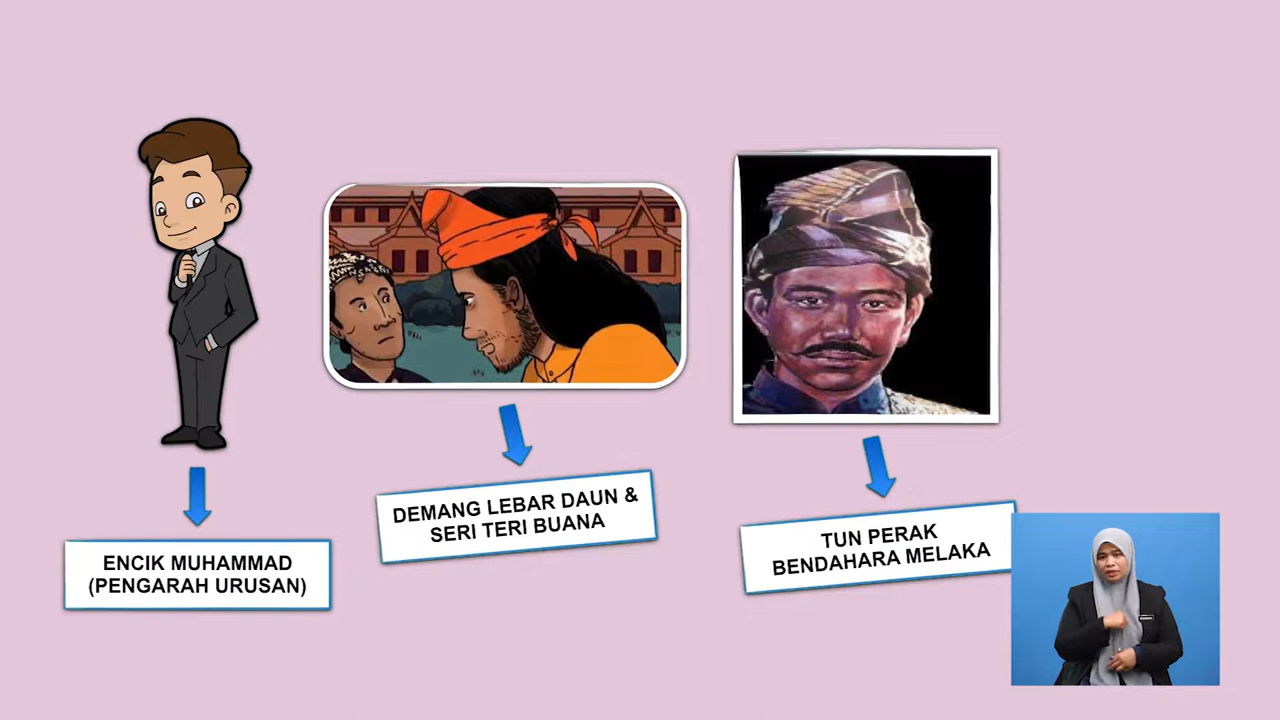 ENCIK MUHAMMAD
(PENGARAH URUSAN)
DEMANG LEBAR DAUN &
SERI TERI BUANA
TUN PERAK
BENDAHARA MELAKA